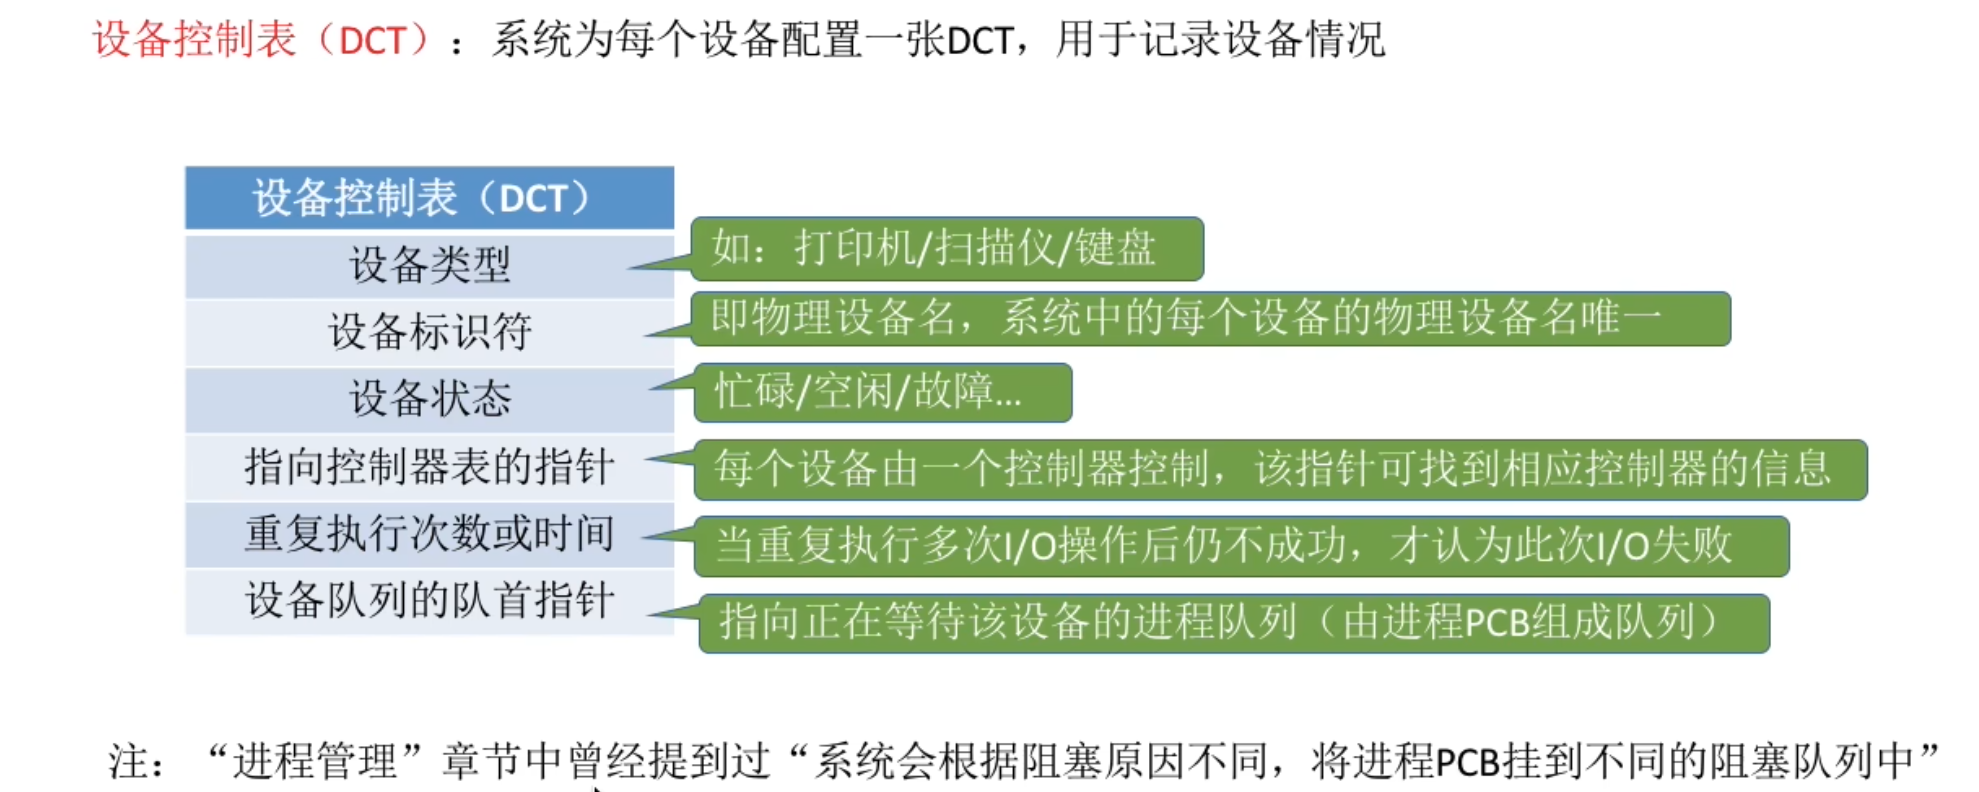 设备控制表（DCT）：系统为每个设备配置一张DCT，用于记录设备情况
设备控制表（DCT）
设备类型
如：打印机/扫描仪/键盘
设备标识符
即物理设备名，系统中的每个设备的物理设备名唯一
设备状态
忙碌/空闲/故障...
指向控制器表的指针
每个设备由一个控制器控制，该指针可找到相应控制器的信息
重复执行次数或时间
当重复执行多次I/O操作后仍不成功，才认为此次I/O失败
设备队列的队首指针
指向正在等待该设备的进程队列（由进程PCB组成队列）
注：“进程管理”章节中曾经提到过“系统会根据阻塞原因不同，将进程PCB挂到不同的阻塞队列中”